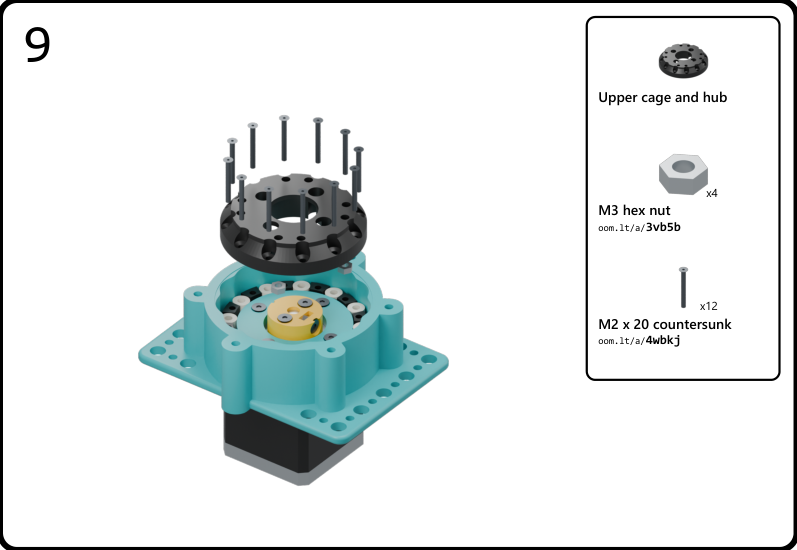 9
Upper cage and hub
x4
M3 hex nut
oom.lt/a/3vb5b
x12
M2 x 20 countersunk
oom.lt/a/4wbkj